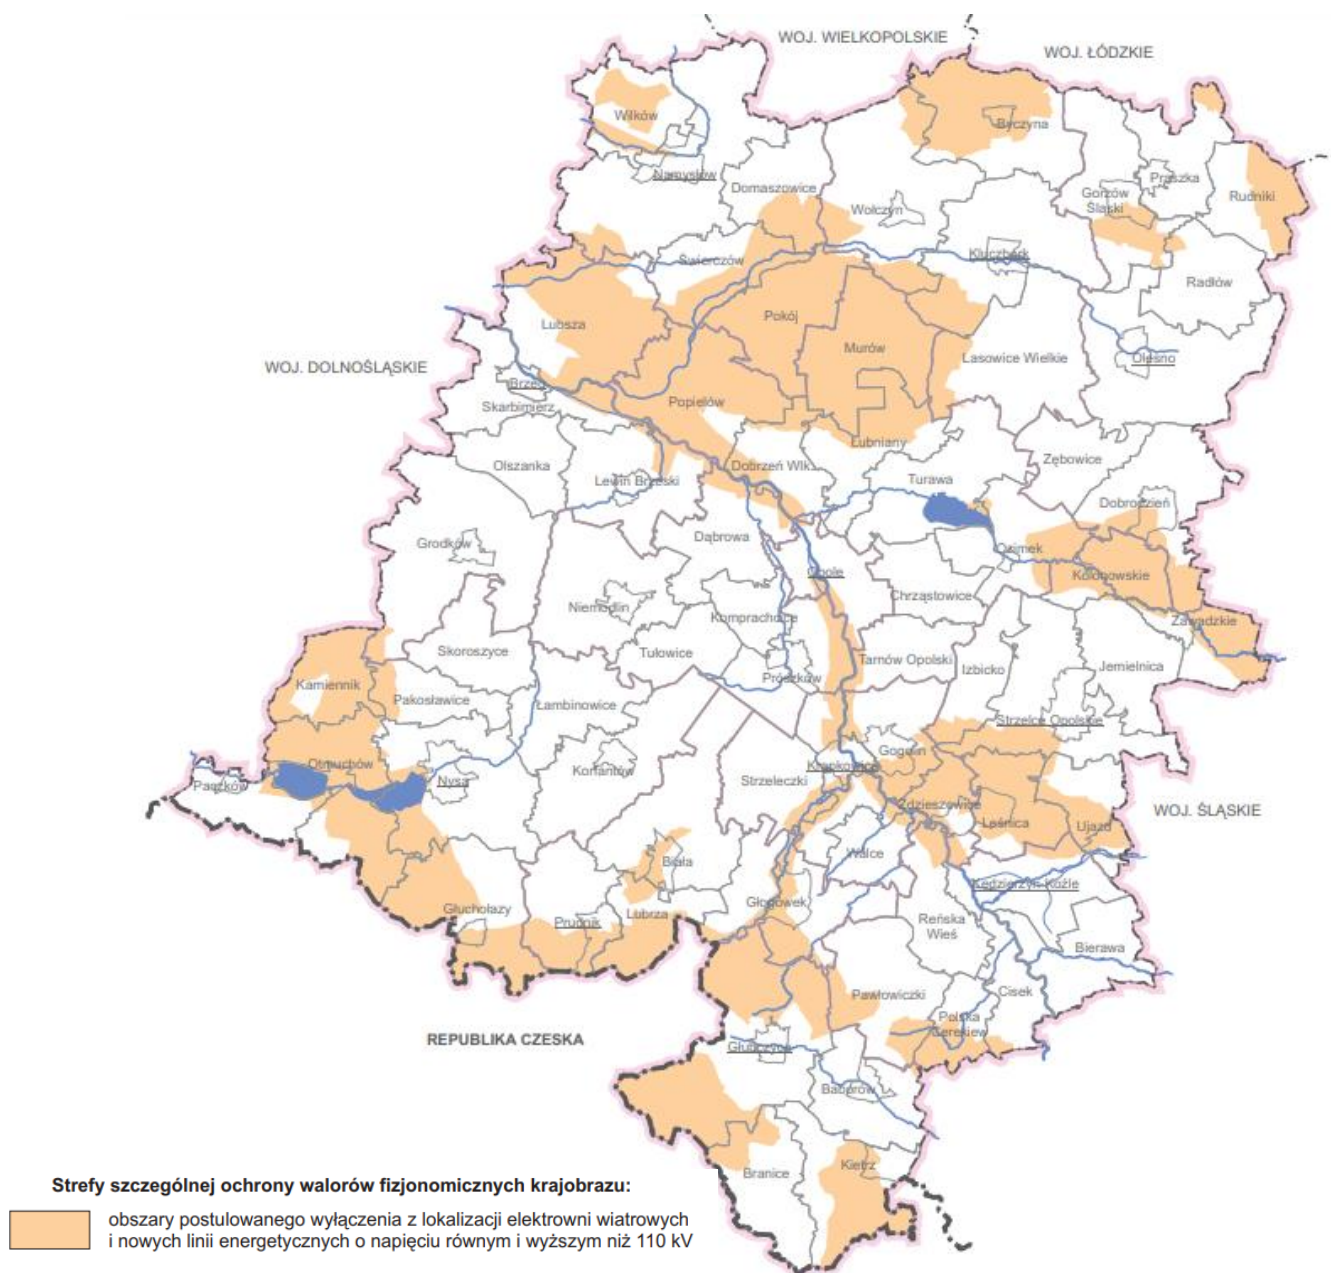 WOJ. WIELKOPOLSKIE
WOJ. ŁÓDZKIE
Wilków
Byczyna
Namysłów
Domaszowice
Praszka
Gorzów
Śląski
Rudniki
Wołczyn
Kluczbork
Świerczów
Radłów
Lubsza
Pokój
Murów
Lasowice Wielkie
Olesno
WOJ. DOLNOŚLĄSKIE
Brzeg
Skarbimierz
Popielów
Łubniany
Zębowice
Olszanka
Dobrzeń Wlk.
Lewin Brzeski
Turawa
Dobrodzień
Grodków
Dąbrowa
Ozimek
Opole
Kolonowskie
Chrząstowice
Niemodlin
Komprachcice
Zawadzkie
Skoroszyce
Tułowice
Tarnów Opolski
Izbicko
Jemielnica
Kamiennik
Prószków
Pakosławice
Łambinowice
Strzelce Opolskie
Gogolin
Otmuchów
Krapkowice
Paczków
Nysa
Korfantów
Strzeleczki
Zdzieszowice
Leśnica
Ujazd
WOJ. ŚLĄSKIE
Walce
Biała
Kędzierzyn-Koźle
Głuchołazy
Prudnik
Lubrza
Głogówek
Reńska
Wieś
Bierawa
Pawłowiczki
Cisek
Polska
Cerekiew
REPUBLIKA CZESKA
Głubczyce
Baborów
Branice
Kietrz
Strefy szczególnej ochrony walorów fizjonomicznych krajobrazu:
obszary postulowanego wyłączenia z lokalizacji elektrowni wiatrowych
i nowych linii energetycznych o napięciu równym i wyższym niż 110 kV